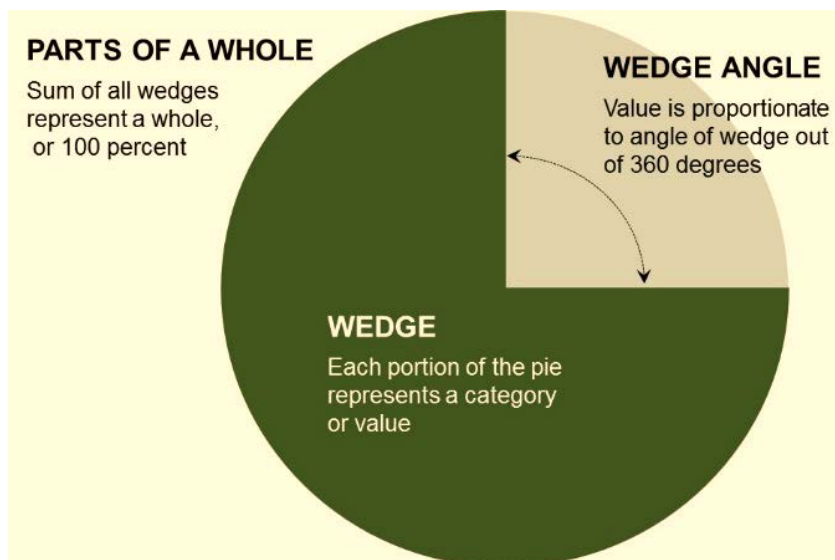 PARTS OF A WHOLE
Sum of all wedges
represent a whole,
or 100 percent
WEDGE ANGLE
Value is proportionate
to angle of wedge out
of 360 degrees
WEDGE
Each portion of the pie
represents a category
or value